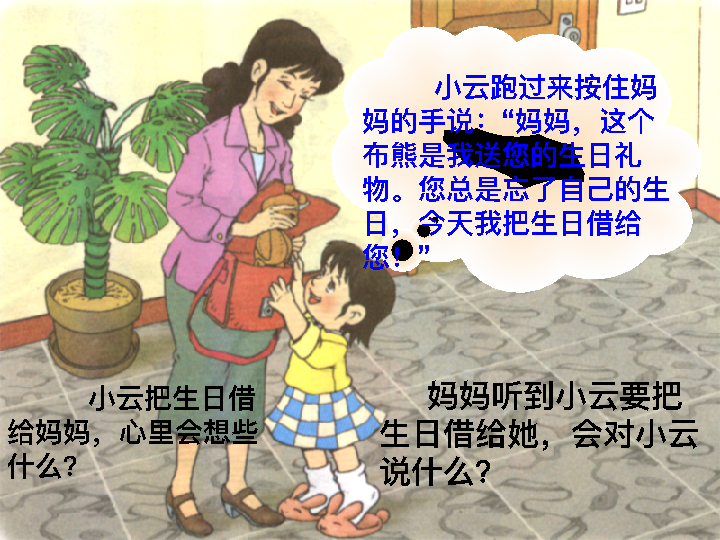 小云跑过来按住妈
妈的手说：“妈妈，这个
布熊是我送您的生日礼
物。您总是忘了自己的生
日，今天我把生日借给
您！”
小云把生日借
给妈妈，心里会想些
什么？
妈妈听到小云要把
生日借给她，会对小云
说什么？